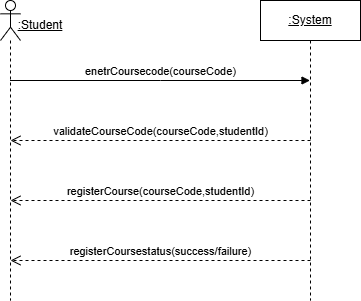 :Student
:System
enetrCoursecode(courseCode)
validateCourseCode(courseCode,studentId)
registerCourse(courseCode,studentId)
registerCoursestatus(success/failure)